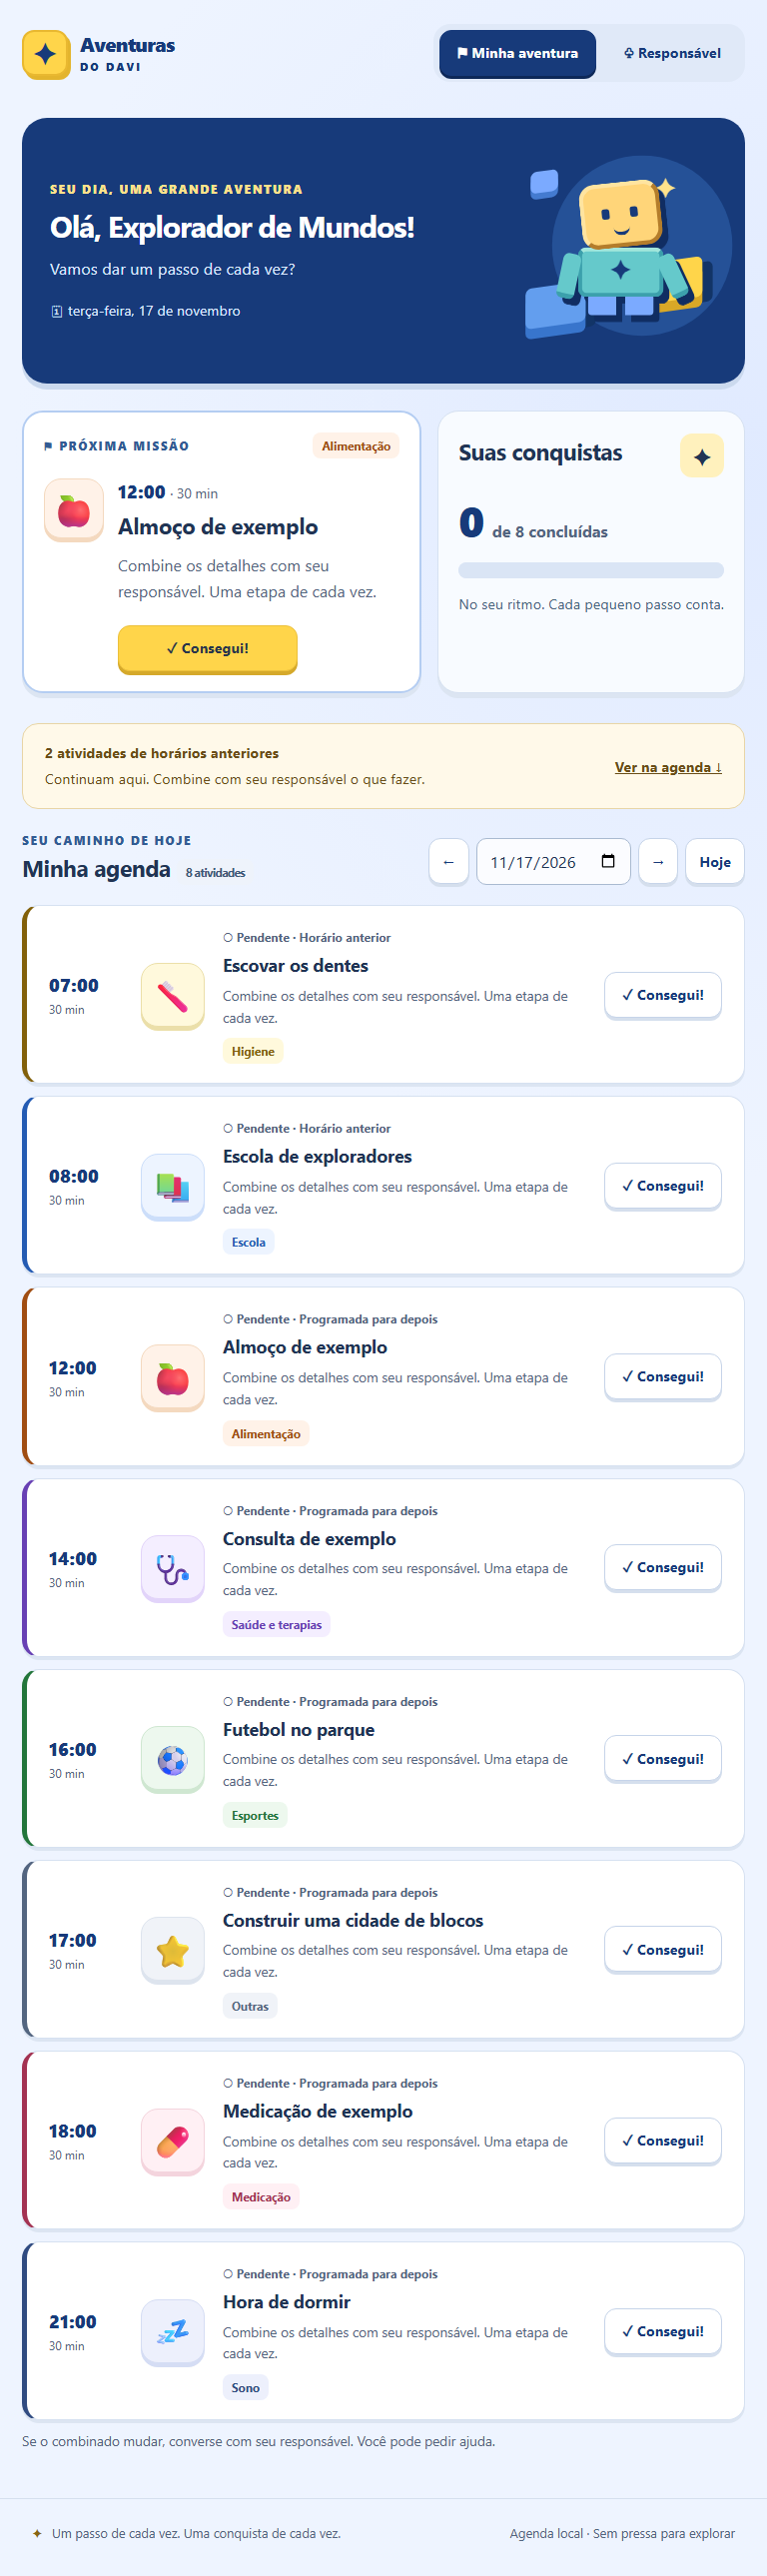 Aventuras
DO DAVI
Minha aventura
Responsável
SEU DIA, UMA GRANDE AVENTURA
Olá, Explorador de Mundos!
Vamos dar um passo de cada vez?
terça-feira, 17 de novembro
PRÓXIMA MISSÃO
Alimentação
12:00 · 30 min
Almoço de exemplo
Combine os detalhes com seu
responsável. Uma etapa de cada vez.
✓ Consegui!
Suas conquistas
0 de 8 concluídas
No seu ritmo. Cada pequeno passo conta.
2 atividades de horários anteriores
Continuam aqui. Combine com seu responsável o que fazer.
Ver na agenda ↓
SEU CAMINHO DE HOJE
Minha agenda 8 atividades
←
11/17/2026
→
Hoje
07:00
30 min
○ Pendente · Horário anterior
Escovar os dentes
Combine os detalhes com seu responsável. Uma etapa de
cada vez.
Higiene
✓ Consegui!
08:00
30 min
○ Pendente · Horário anterior
Escola de exploradores
Combine os detalhes com seu responsável. Uma etapa de
cada vez.
Escola
✓ Consegui!
12:00
30 min
○ Pendente · Programada para depois
Almoço de exemplo
Combine os detalhes com seu responsável. Uma etapa de
cada vez.
Alimentação
✓ Consegui!
14:00
30 min
○ Pendente · Programada para depois
Consulta de exemplo
Combine os detalhes com seu responsável. Uma etapa de
cada vez.
Saúde e terapias
✓ Consegui!
16:00
30 min
○ Pendente · Programada para depois
Futebol no parque
Combine os detalhes com seu responsável. Uma etapa de
cada vez.
Esportes
✓ Consegui!
17:00
30 min
○ Pendente · Programada para depois
Construir uma cidade de blocos
Combine os detalhes com seu responsável. Uma etapa de
cada vez.
Outras
✓ Consegui!
18:00
30 min
○ Pendente · Programada para depois
Medicação de exemplo
Combine os detalhes com seu responsável. Uma etapa de
cada vez.
Medicação
✓ Consegui!
21:00
30 min
○ Pendente · Programada para depois
Hora de dormir
Combine os detalhes com seu responsável. Uma etapa de
cada vez.
Sono
✓ Consegui!
Se o combinado mudar, converse com seu responsável. Você pode pedir ajuda.
✦ Um passo de cada vez. Uma conquista de cada vez.
Agenda local · Sem pressa para explorar